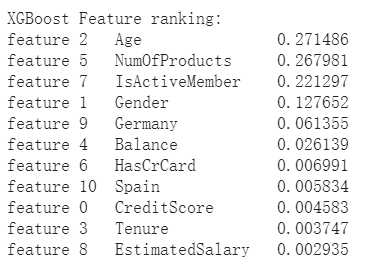 XGBoost Feature ranking:
feature 2 Age 0.271486
feature 5 NumOfProducts 0.267981
feature 7 IsActiveMember 0.221297
feature 1 Gender 0.127652
feature 9 Germany 0.061355
feature 4 Balance 0.026139
feature 6 HasCrCard 0.006991
feature 10 Spain 0.005834
feature 0 CreditScore 0.004583
feature 3 Tenure 0.003747
feature 8 EstimatedSalary 0.002935